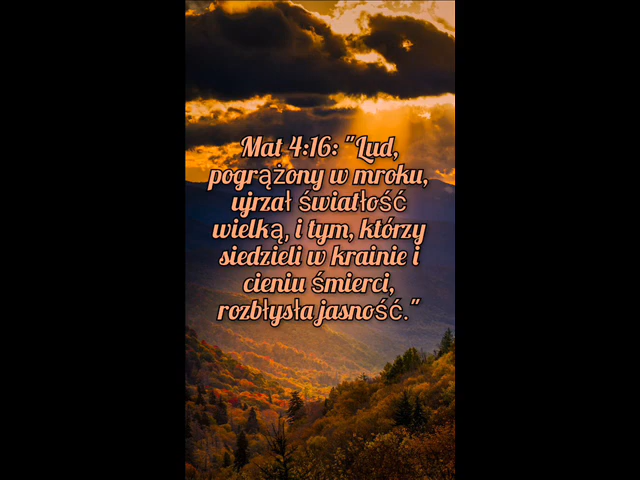 Mat 4:16: "Lud,
pogrążony w mroku,
ujrzał światłość
wielką, i tym, którzy
siedzieli w krainie i
cieniu śmierci,
rozbłysła jasność."